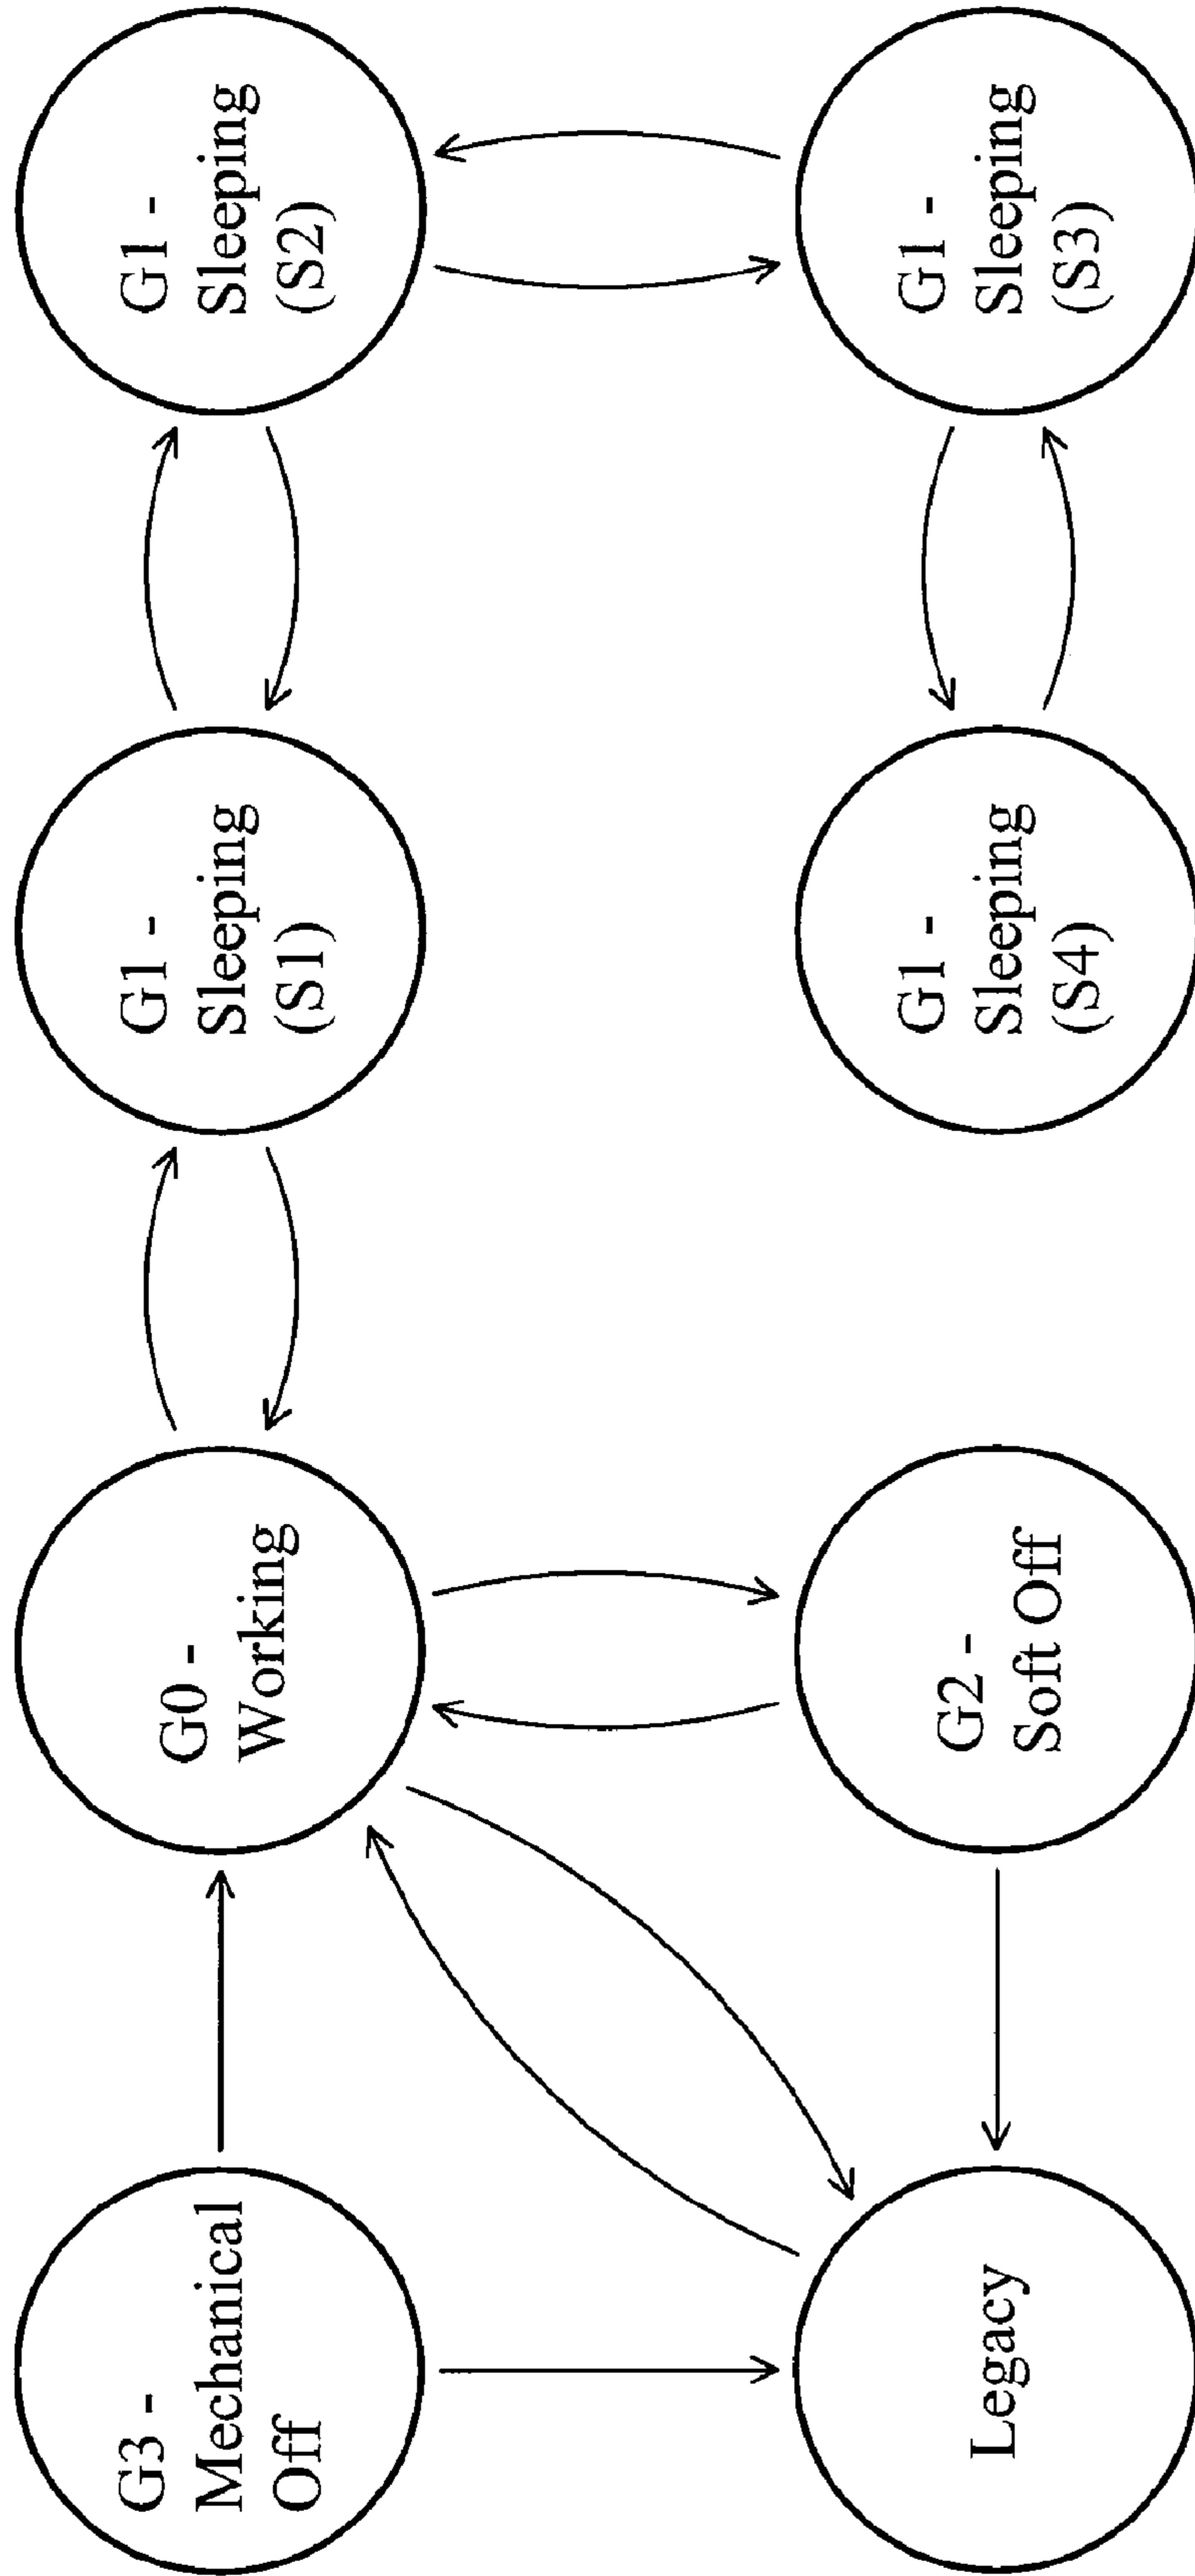 G3 -
Mechanical
Off
G0 -
Working
G1 -
Sleeping
(S1)
G1 -
Sleeping
(S2)
Legacy
G2 -
Soft Off
G1 -
Sleeping
(S4)
G1 -
Sleeping
(S3)